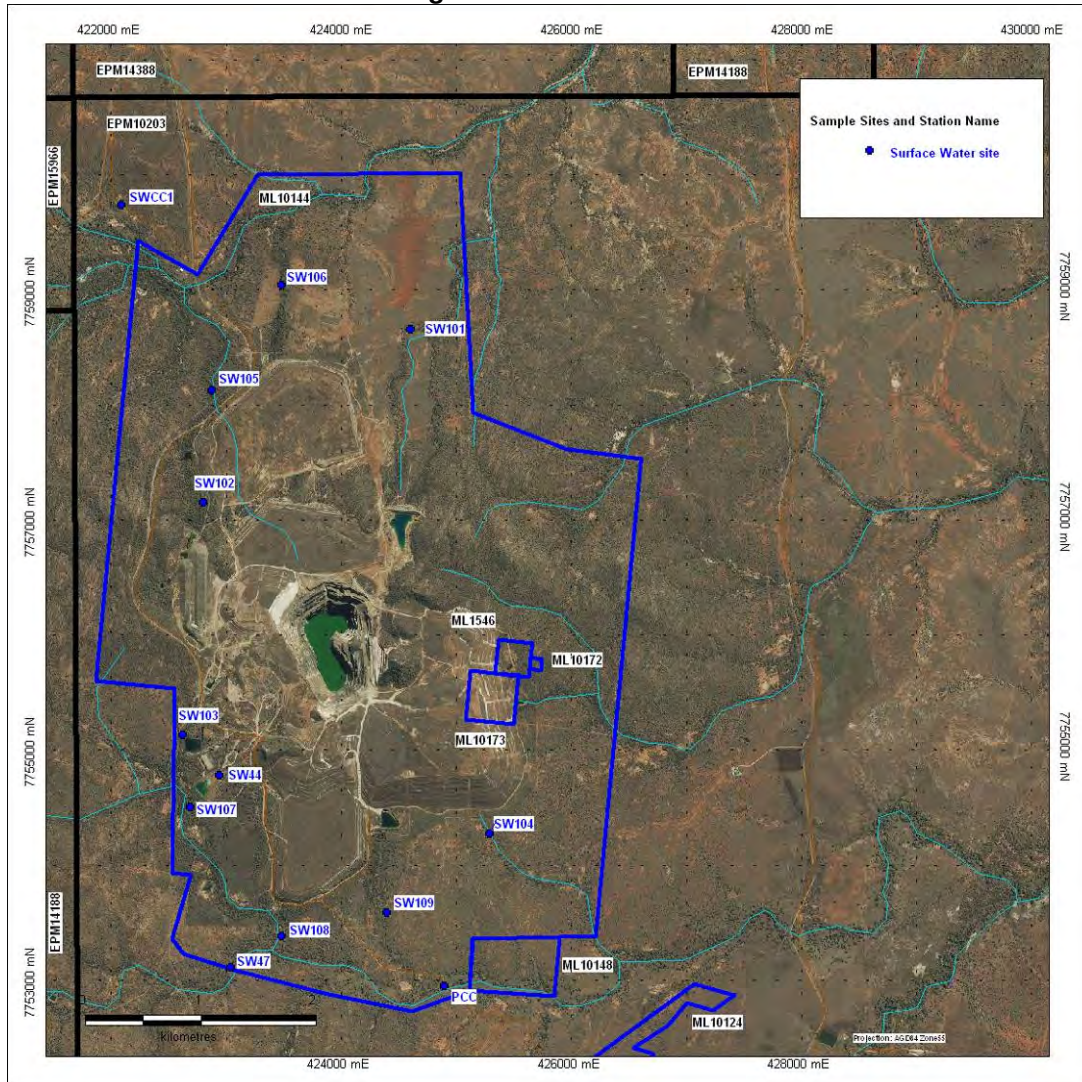 422000 mE
424000 mE
426000 mE
428000 mE
430000 mE
EPM14388
EPM14188
EPM10203
Sample Sites and Station Name
Surface Water site
EPM15966
SWCC1
ML10144
7759000 mN
7759000 mN
SW106
SW101
SW105
SW102
7757000 mN
7757000 mN
ML1546
ML10172
SW103
ML10173
7755000 mN
7755000 mN
SW44
SW107
SW104
EPM14188
SW109
SW108
SW47
ML10148
7753000 mN
7753000 mN
PCC
ML10124
kilometres
Projection: AGD84 Zone55
424000 mE
426000 mE
428000 mE